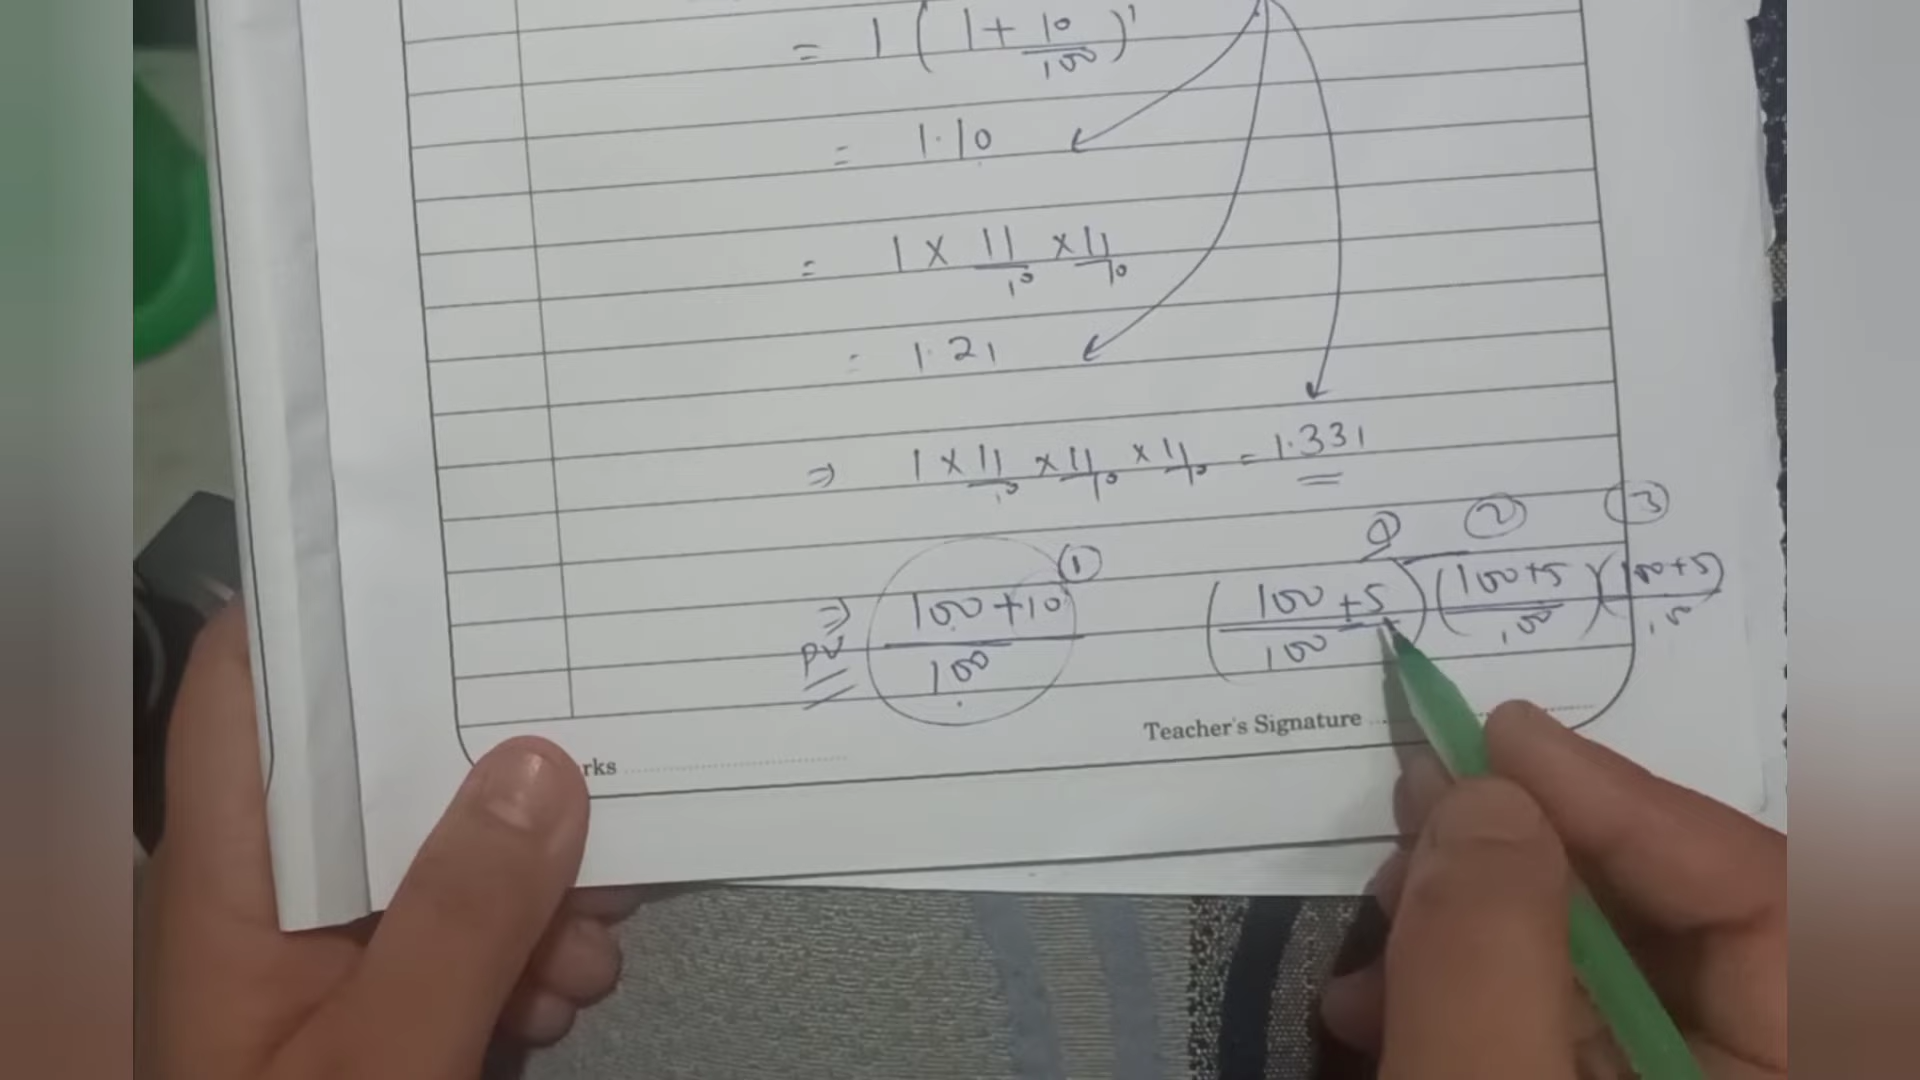 = 1 ( 1 + 10/100 )¹
= 1.10
= 1 × 11/10 × 11/10
= 1.21
⇒ 1 × 11/10 × 11/10 × 11/10 = 1.331
① ② ③
⇒ 100+10/100 ( 100+5/100 ) ( 100+5/100 ) ( 100+5
PV
Teacher's Signature
rks